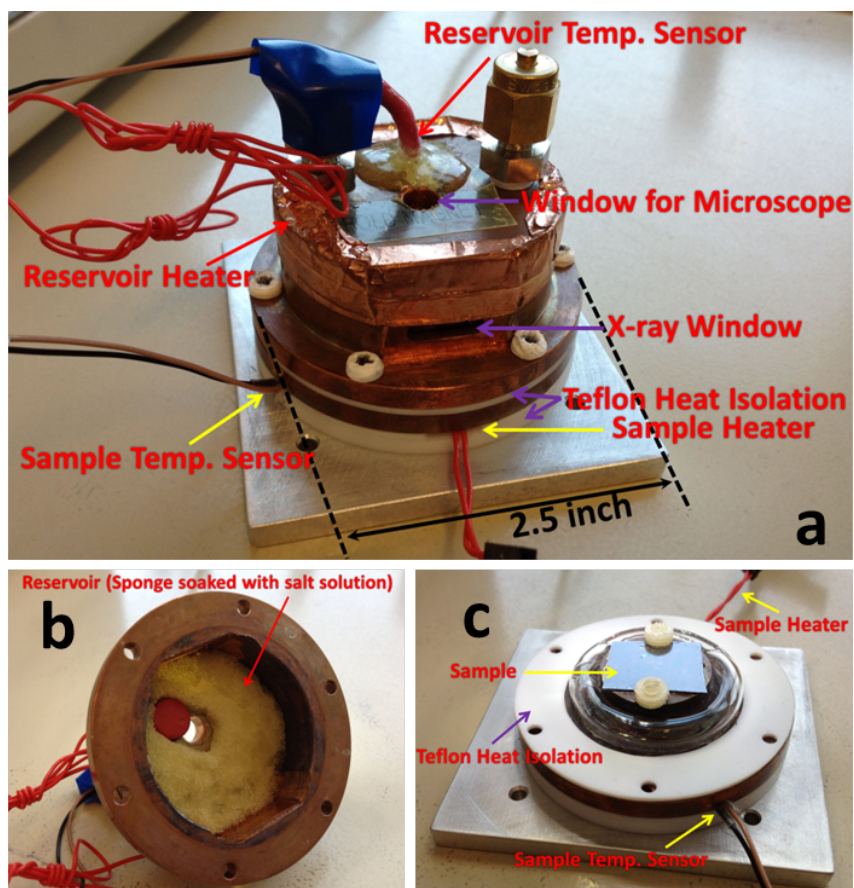 Reservoir Temp. Sensor
Window for Microscope
Reservoir Heater
X-ray Window
Teflon Heat Isolation
Sample Heater
Sample Temp. Sensor
2.5 inch
a
Reservoir (Sponge soaked with salt solution)
b
c
Sample Heater
Sample
Teflon Heat Isolation
Sample Temp. Sensor